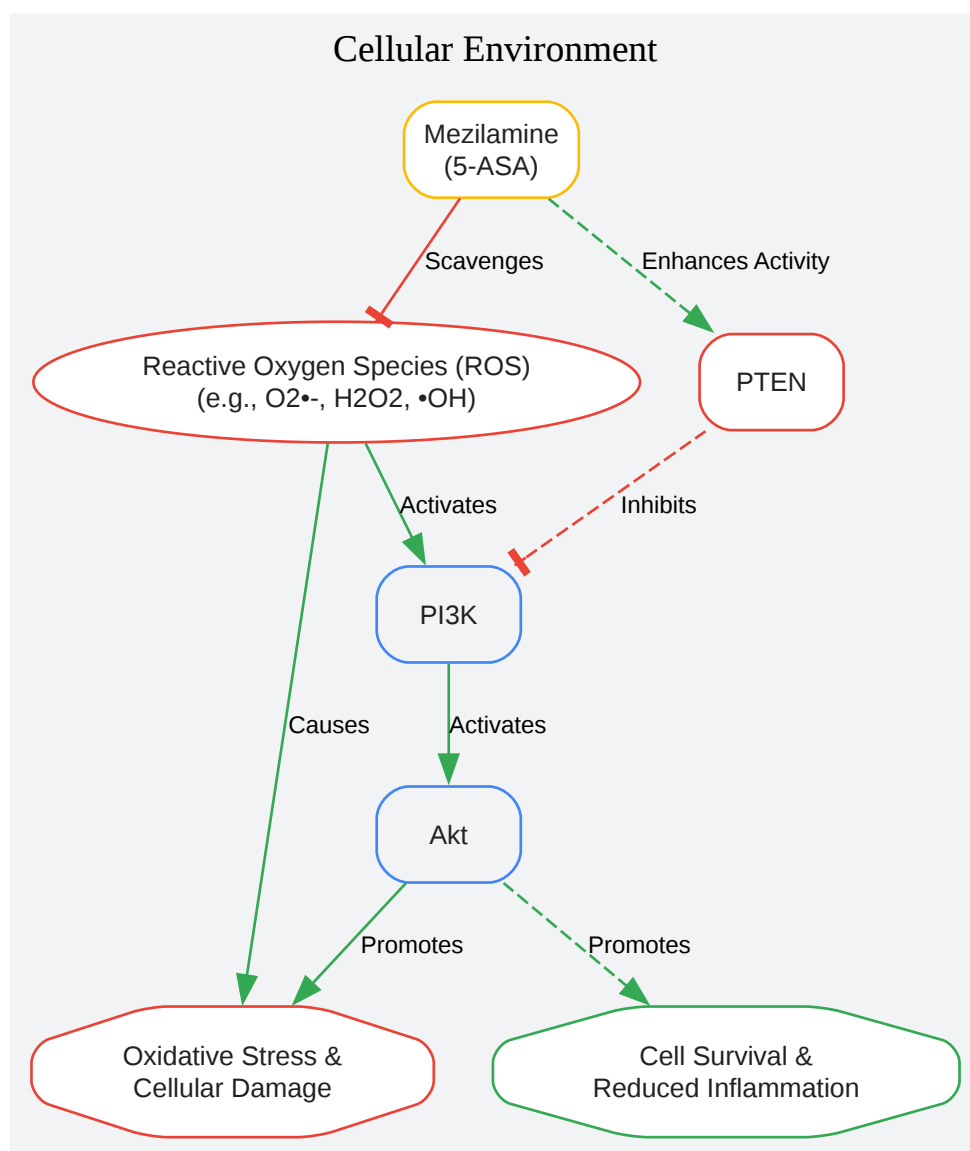 Cellular Environment
Mezilamine
(5-ASA)
Scavenges
Enhances Activity
Reactive Oxygen Species (ROS)
(e.g., O2•-, H2O2, •OH)
PTEN
Activates
Inhibits
PI3K
Causes
Activates
Akt
Promotes
Promotes
Oxidative Stress &
Cellular Damage
Cell Survival &
Reduced Inflammation